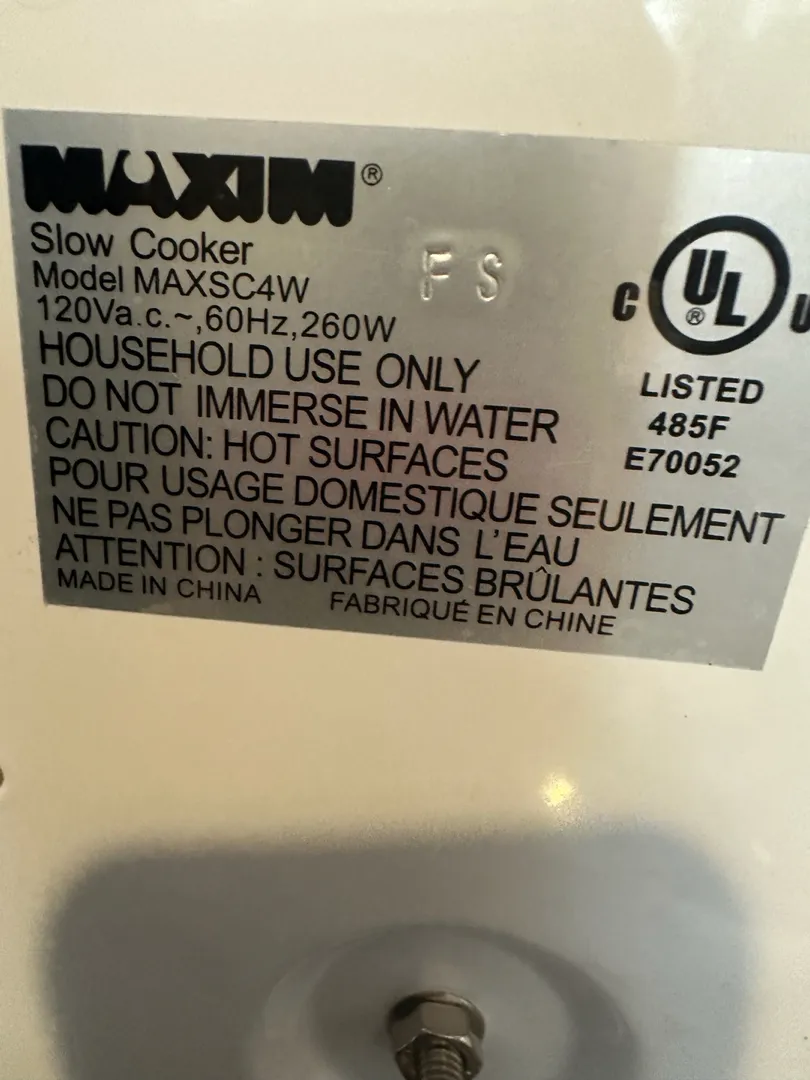 MAXIM®
Slow Cooker
Model MAXSC4W
120Va.c.~,60Hz,260W
F S
HOUSEHOLD USE ONLY
DO NOT IMMERSE IN WATER
CAUTION: HOT SURFACES
POUR USAGE DOMESTIQUE SEULEMENT
NE PAS PLONGER DANS L'EAU
ATTENTION : SURFACES BRÛLANTES
MADE IN CHINA FABRIQUÉ EN CHINE
C UL® U
LISTED
485F
E70052